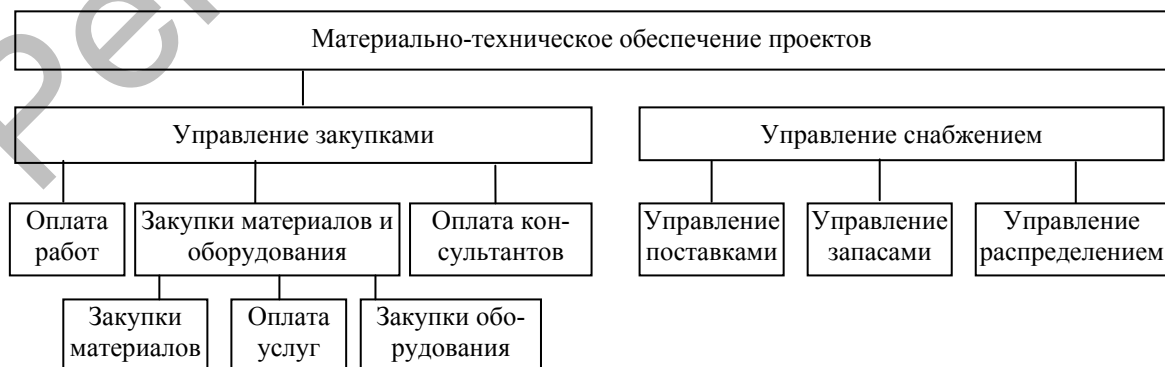 Материально-техническое обеспечение проектов
Управление закупками
Управление снабжением
Оплата
работ
Закупки материалов и
оборудования
Оплата кон-
сультантов
Управление
поставками
Управление
запасами
Управление
распределением
Закупки
материалов
Оплата
услуг
Закупки обо-
рудования